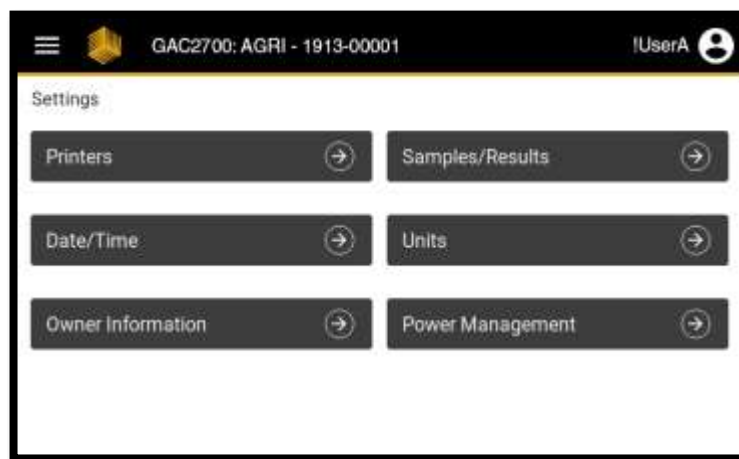 GAC2700: AGRI - 1913-00001
!UserA
Settings
Printers
Samples/Results
Date/Time
Units
Owner Information
Power Management